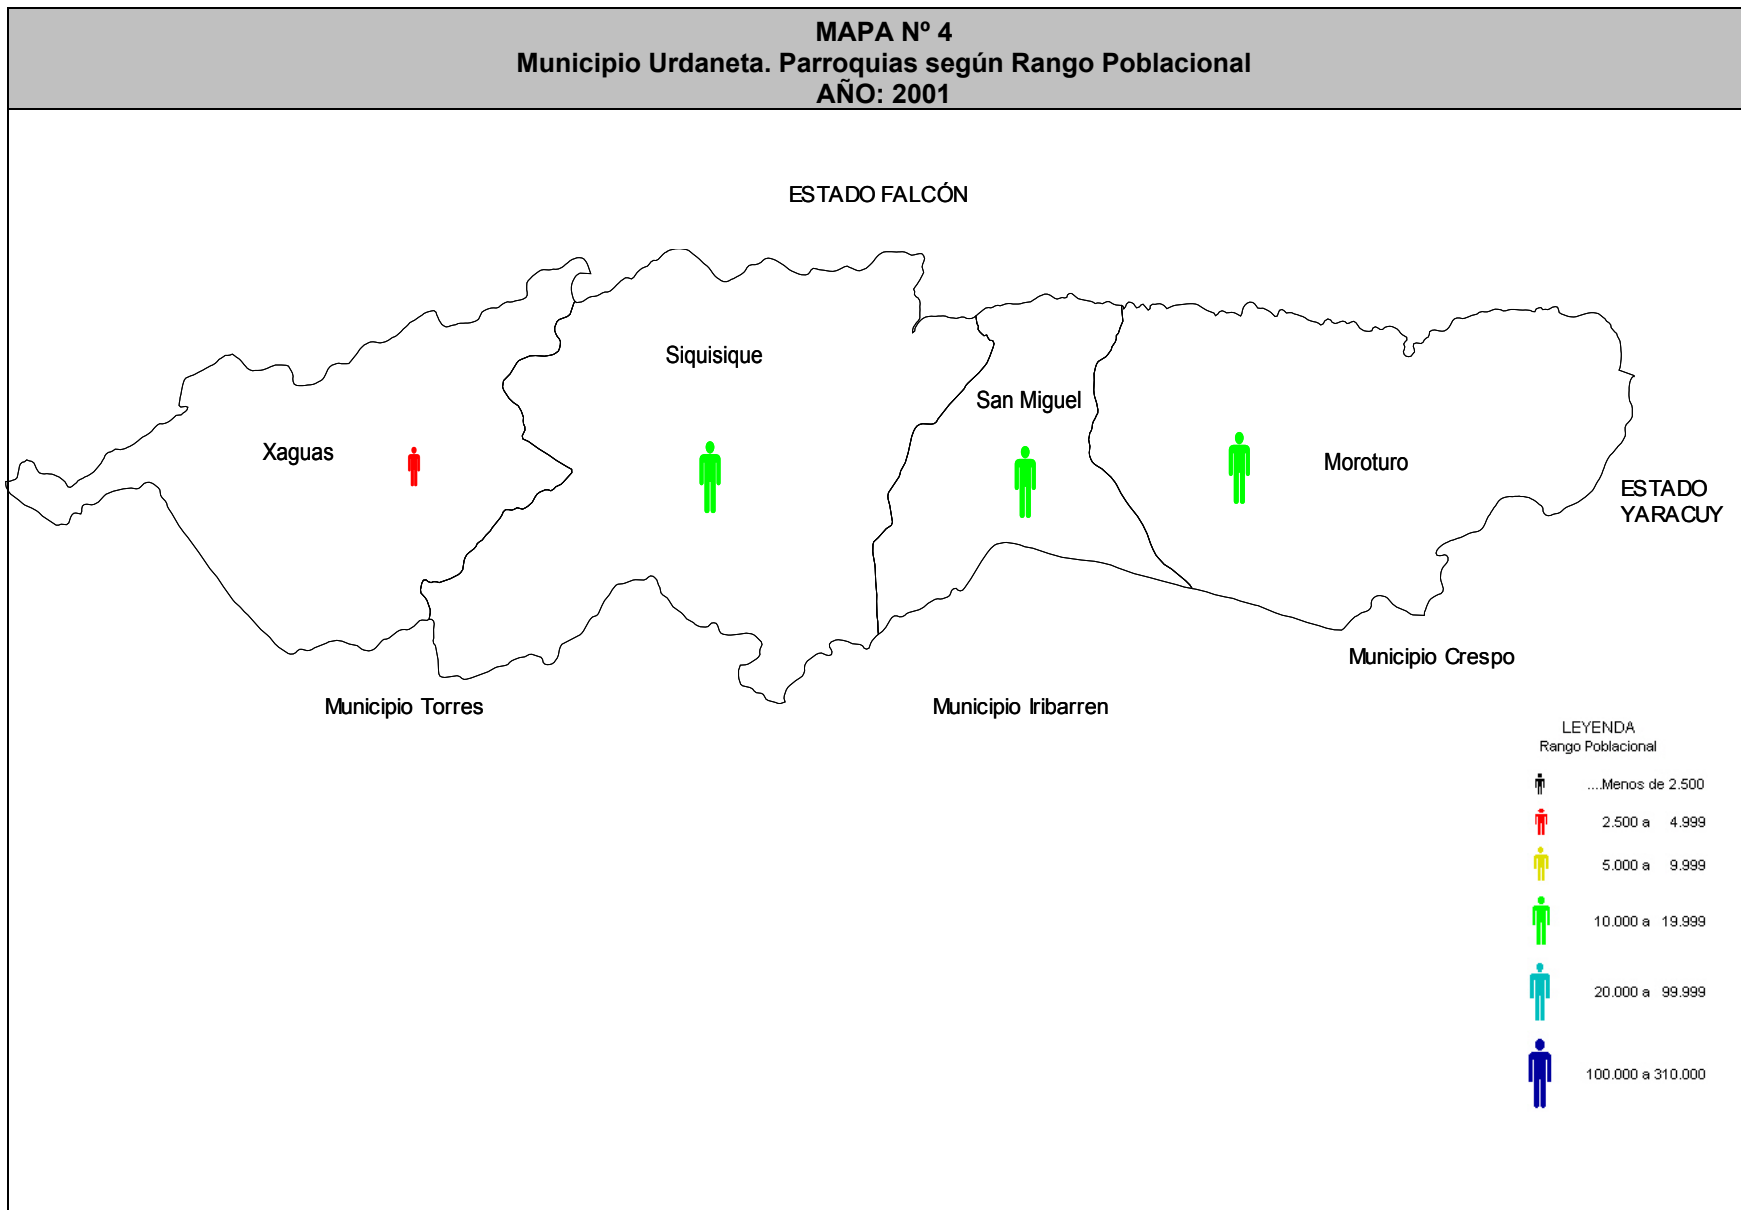 MAPA Nº 4
Municipio Urdaneta. Parroquias según Rango Poblacional
AÑO: 2001
ESTADO FALCÓN
Siquisique
San Miguel
Xaguas
Moroturo
ESTADO
YARACUY
Municipio Crespo
Municipio Torres
Municipio Iribarren
LEYENDA
Rango Poblacional
....Menos de 2.500
2.500 a 4.999
5.000 a 9.999
10.000 a 19.999
20.000 a 99.999
100.000 a 310.000